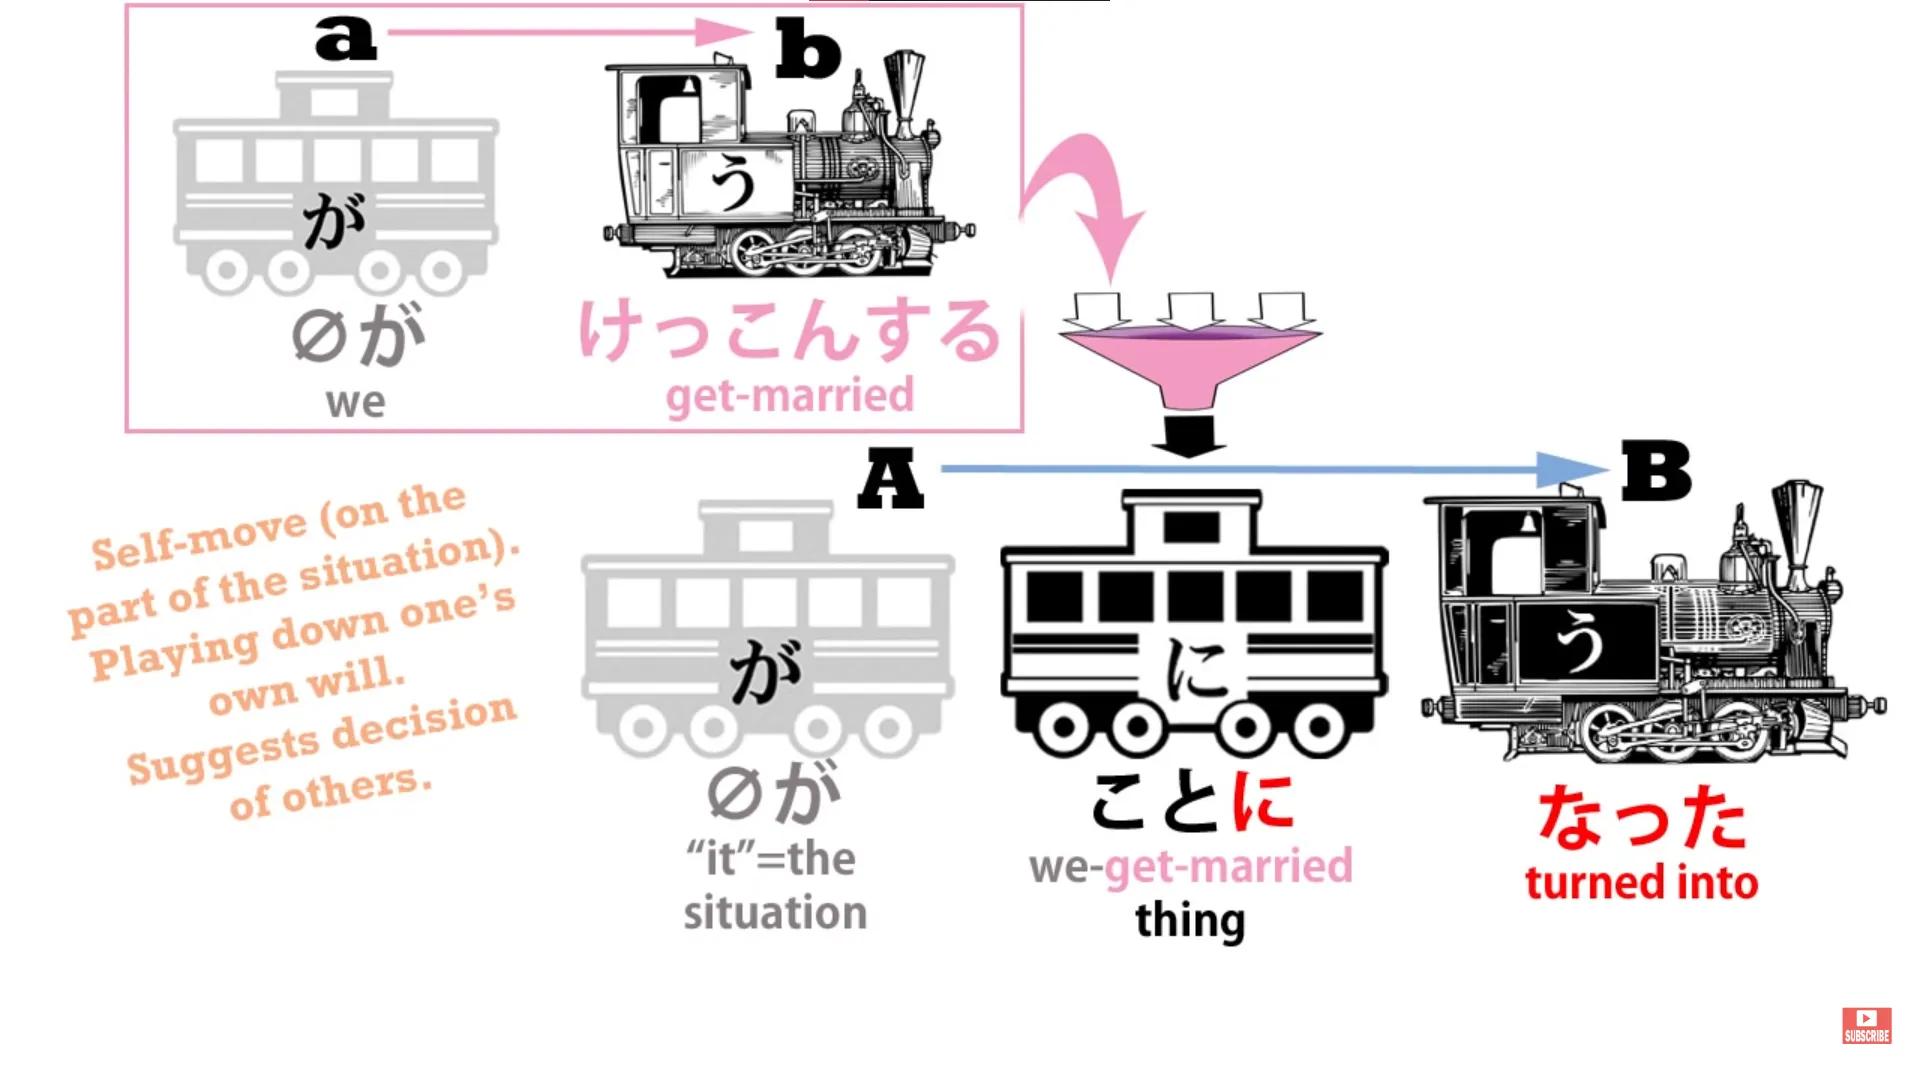 a
b
が
う
∅が
けっこんする
we
get-married
A
B
Self-move (on the
part of the situation).
Playing down one's
own will.
Suggests decision
of others.
が
に
う
∅が
ことに
なった
“it”=the
situation
we-get-married
thing
turned into
SUBSCRIBE